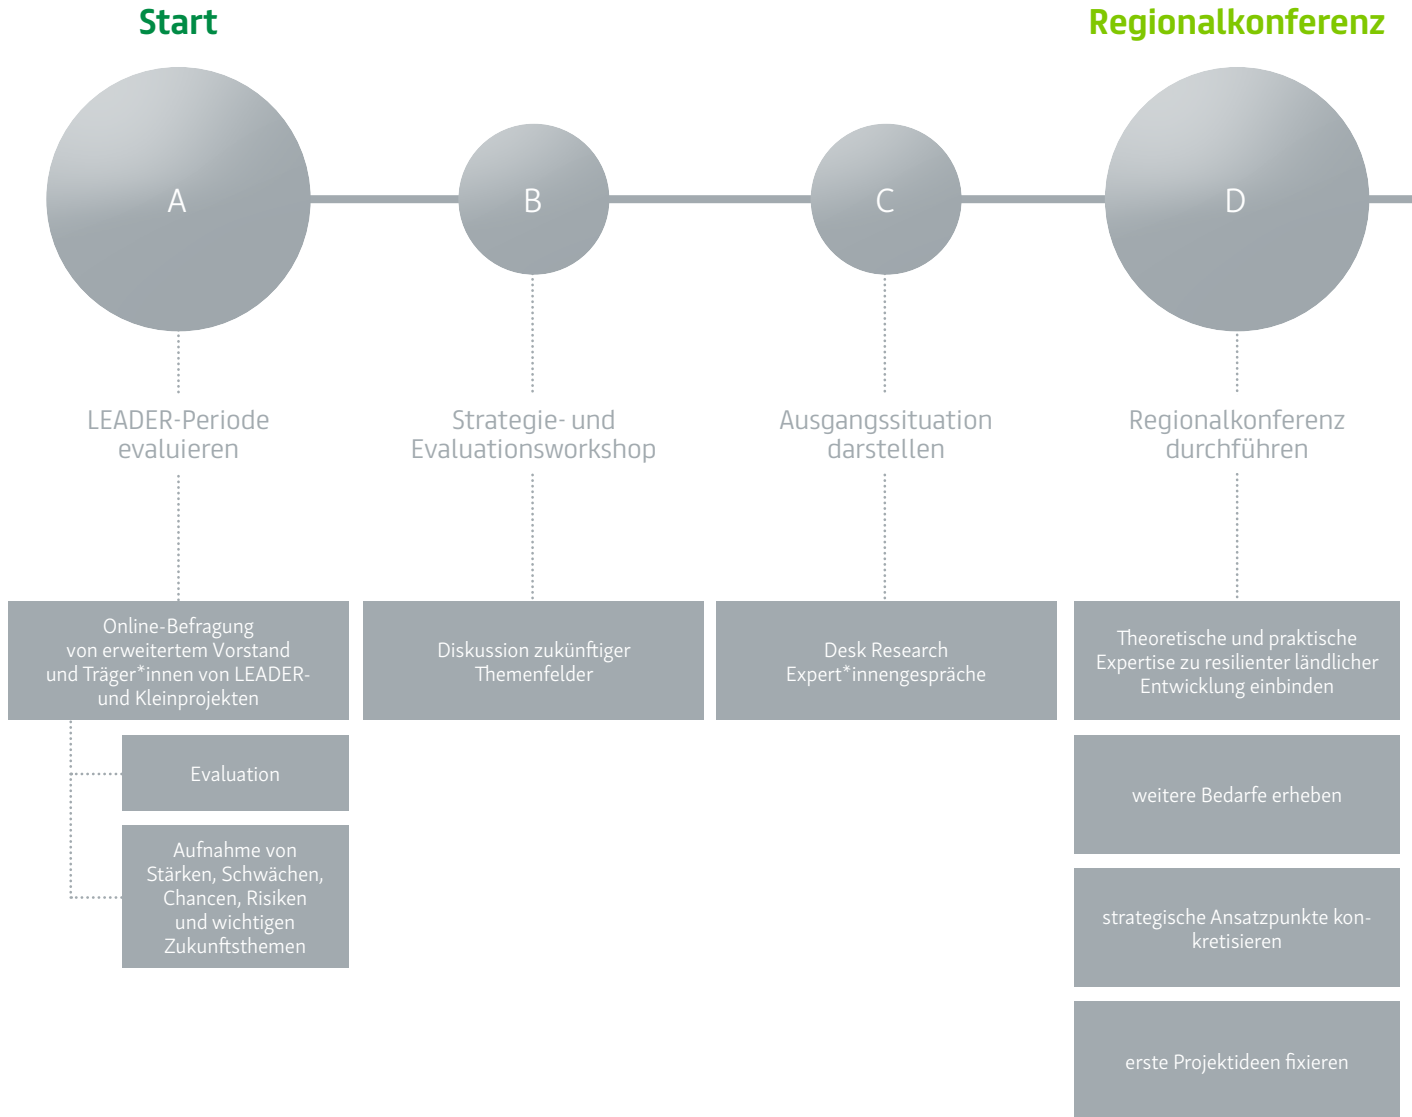 Start
Regionalkonferenz
A
B
C
D
LEADER-Periode
evaluieren
Strategie- und
Evaluationsworkshop
Ausgangssituation
darstellen
Regionalkonferenz
durchführen
Online-Befragung
von erweitertem Vorstand
und Träger*innen von LEADER-
und Kleinprojekten
Diskussion zukünftiger
Themenfelder
Desk Research
Expert*innengespräche
Theoretische und praktische
Expertise zu resilienter ländlicher
Entwicklung einbinden
Evaluation
Aufnahme von
Stärken, Schwächen,
Chancen, Risiken
und wichtigen
Zukunftsthemen
weitere Bedarfe erheben
strategische Ansatzpunkte kon-
kretisieren
erste Projektideen fixieren